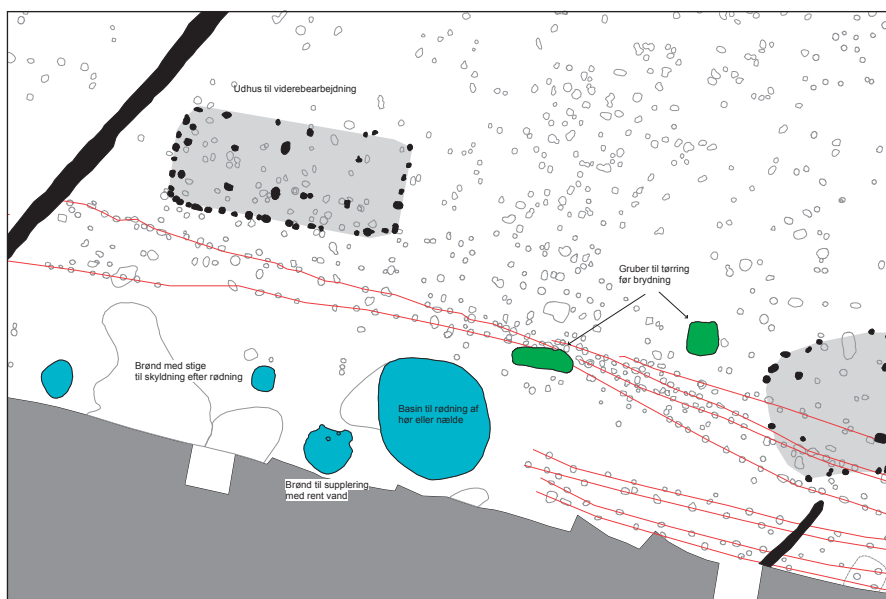 Udhus til viderebearbejdning
Gruber til tørring
før brydning
Brønd med stige
til skyldning efter rødning
Basin til rødning af
hør eller nælde
Brønd til supplering
med rent vand